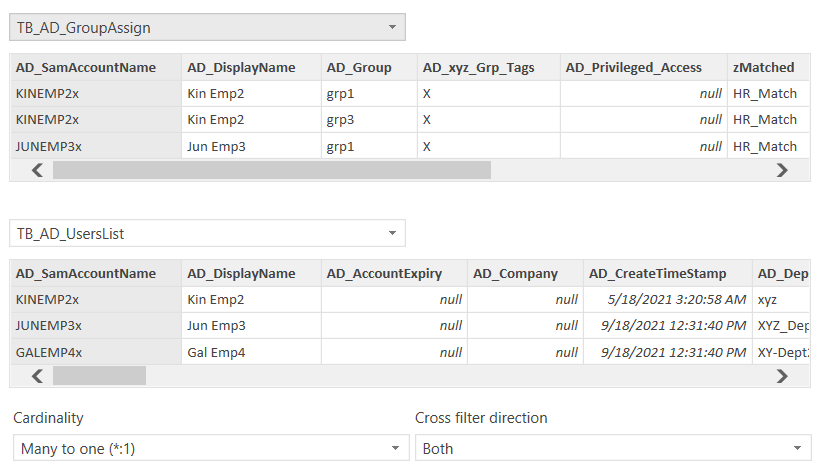 TB_AD_GroupAssign
AD_SamAccountName AD_DisplayName AD_Group AD_xyz_Grp_Tags AD_Privileged_Access zMatched
KINEMP2x Kin Emp2 grp1 X null HR_Match
KINEMP2x Kin Emp2 grp3 X null HR_Match
JUNEMP3x Jun Emp3 grp1 X null HR_Match
TB_AD_UsersList
AD_SamAccountName AD_DisplayName AD_AccountExpiry AD_Company AD_CreateTimeStamp AD_Dep
KINEMP2x Kin Emp2 null null 5/18/2021 3:20:58 AM xyz
JUNEMP3x Jun Emp3 null null 9/18/2021 12:31:40 PM XYZ_Dep
GALEMP4x Gal Emp4 null null 9/18/2021 12:31:40 PM XY-Dept2
Cardinality Cross filter direction
Many to one (*:1) Both